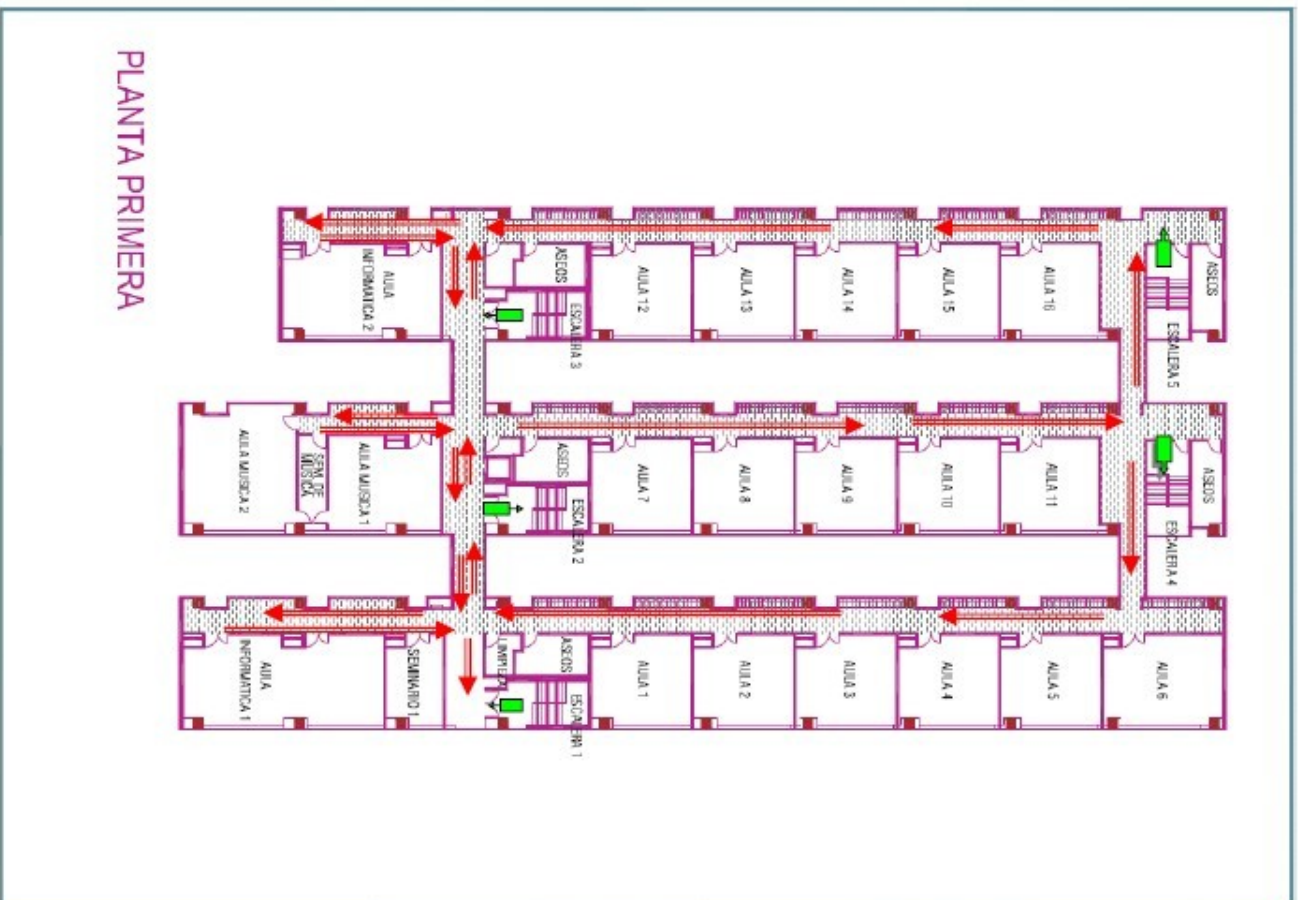 PLANTA PRIMERA
AULA
INFORMATICA 2
ASEOS
ESCALERA 3
AULA 12
AULA 13
AULA 14
AULA 15
AULA 16
ASEOS
ESCALERA 5
AULA MUSICA 2
SEM. DE
MUSICA
AULA MUSICA 1
ASEOS
ESCALERA 2
AULA 7
AULA 8
AULA 9
AULA 10
AULA 11
ASEOS
ESCALERA 4
AULA
INFORMATICA 1
SEMINARIO 1
LIMPIEZA
ASEOS
ESCALERA 1
AULA 1
AULA 2
AULA 3
AULA 4
AULA 5
AULA 6